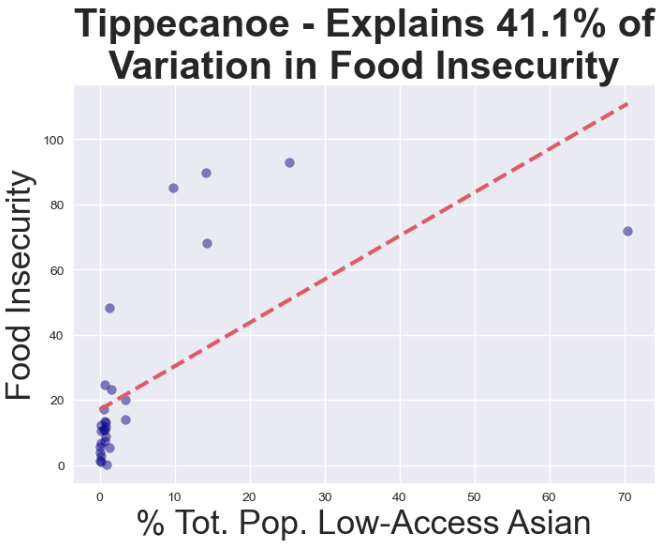 Tippecanoe - Explains 41.1% of
Variation in Food Insecurity
100
80
60
40
20
0
Food Insecurity
0 10 20 30 40 50 60 70
% Tot. Pop. Low-Access Asian